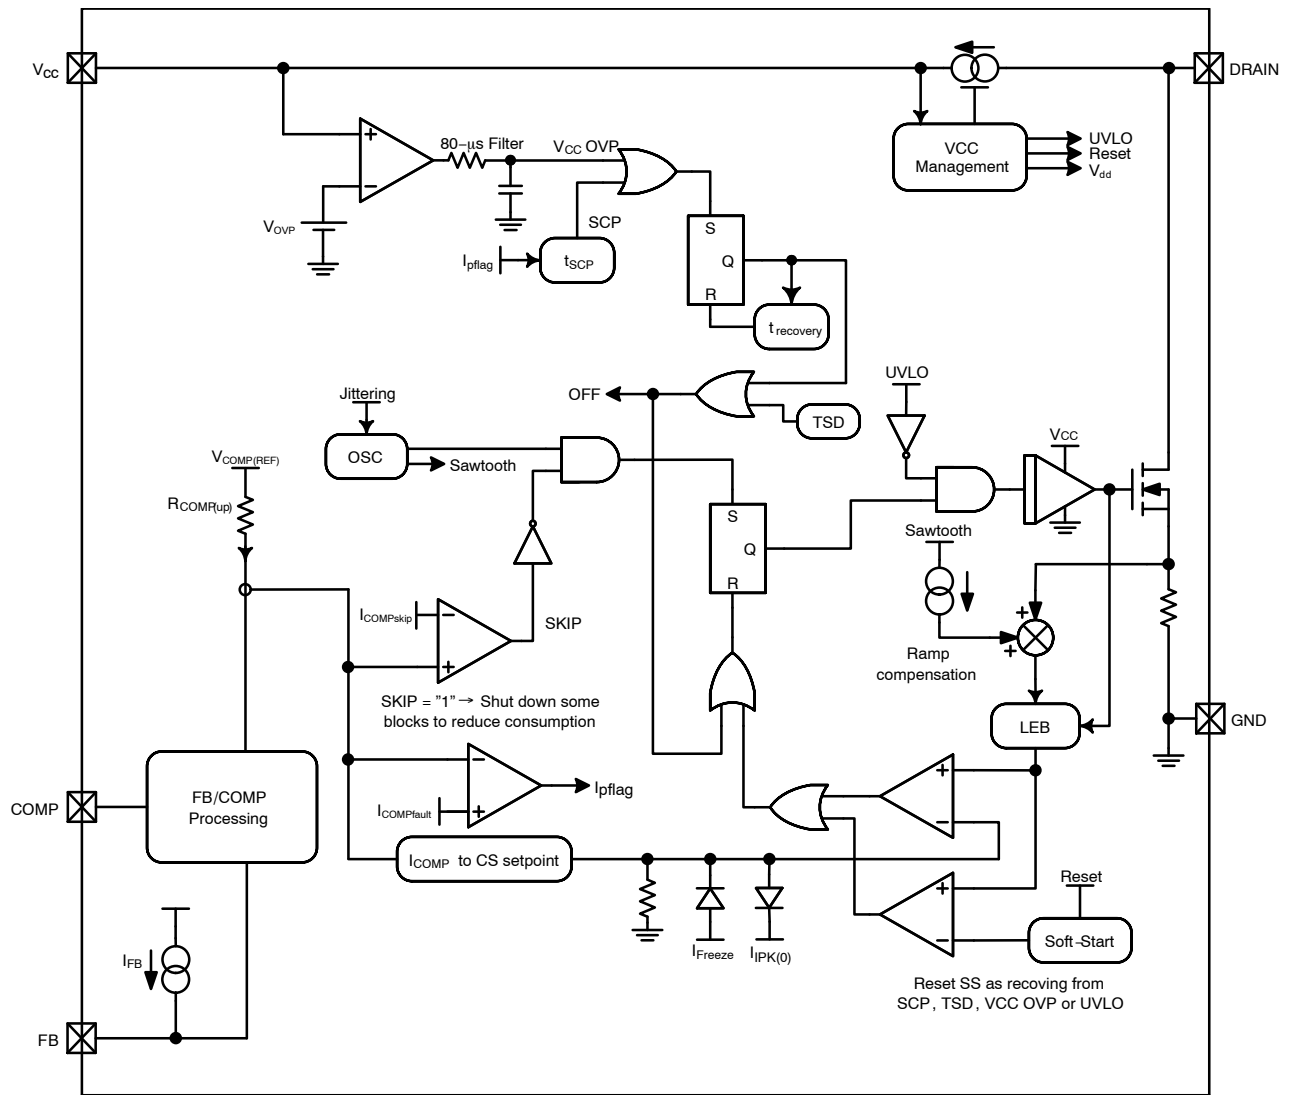 VCC
DRAIN
+
80-μs Filter
VCC OVP
VCC
Management
UVLO
Reset
Vdd
−
VOVP
SCP
Ipflag
tSCP
S
Q
R
trecovery
OFF
TSD
UVLO
Jittering
OSC
Sawtooth
VCOMP(REF)
RCOMP(up)
VCC
S
Q
R
Sawtooth
ICOMPskip
−
+
SKIP
+
+
Ramp
compensation
SKIP = ”1” → Shut down some
blocks to reduce consumption
LEB
GND
COMP
FB/COMP
Processing
−
+
ICOMPfault
Ipflag
+
−
ICOMP to CS setpoint
IFreeze
IIPK(0)
+
−
Reset
Soft-Start
IFB
Reset SS as recoving from
SCP, TSD, VCC OVP or UVLO
FB